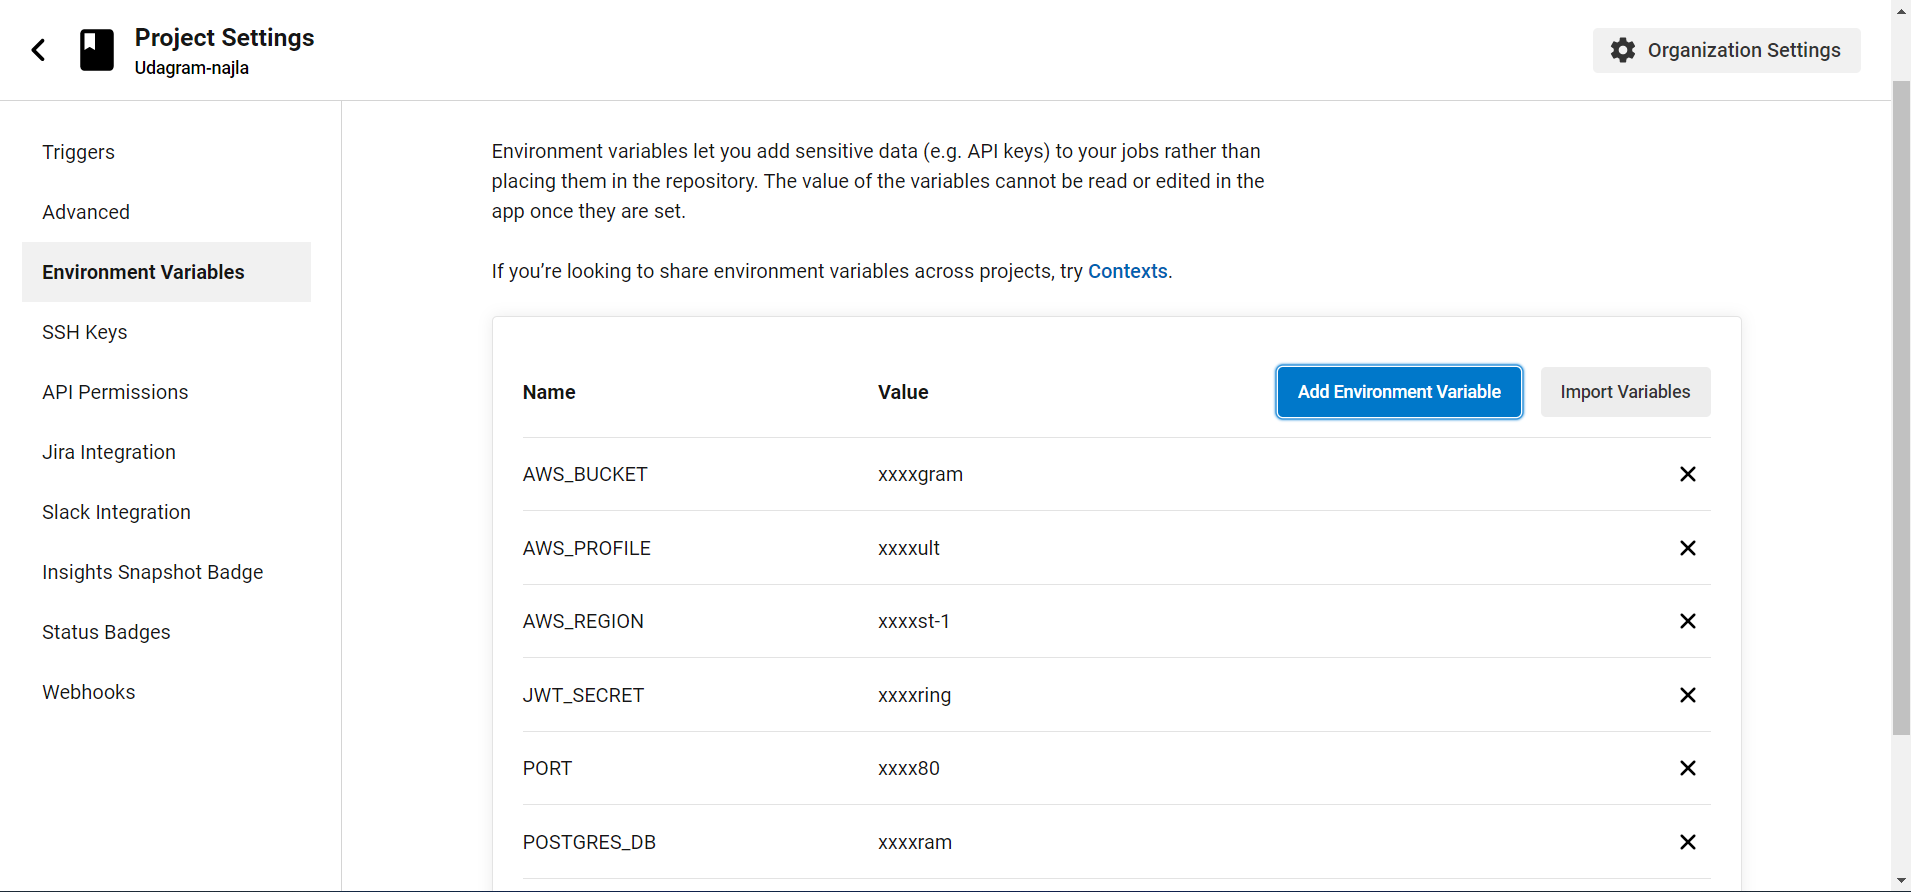 Project Settings
Udagram-najla
Organization Settings
Triggers
Advanced
Environment Variables
SSH Keys
API Permissions
Jira Integration
Slack Integration
Insights Snapshot Badge
Status Badges
Webhooks
Environment variables let you add sensitive data (e.g. API keys) to your jobs rather than
placing them in the repository. The value of the variables cannot be read or edited in the
app once they are set.
If you’re looking to share environment variables across projects, try Contexts.
Name Value Add Environment Variable Import Variables
AWS_BUCKET xxxxgram
AWS_PROFILE xxxxult
AWS_REGION xxxxst-1
JWT_SECRET xxxxring
PORT xxxx80
POSTGRES_DB xxxxram